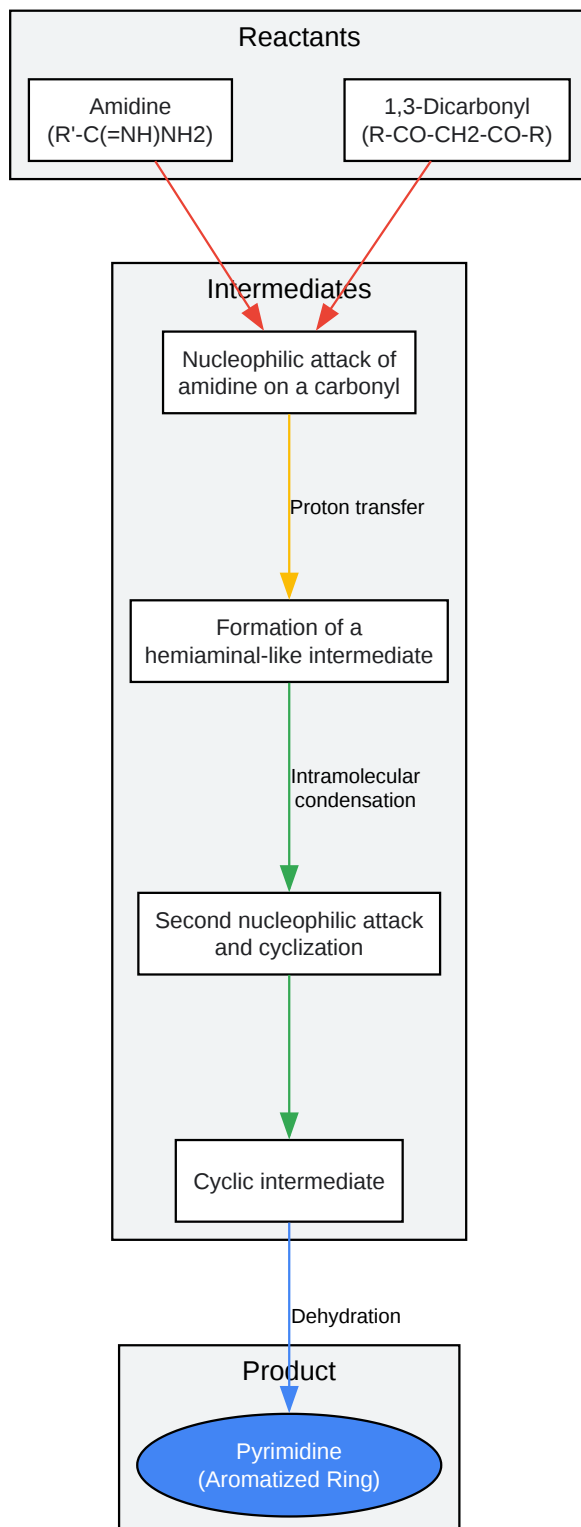 Reactants
Amidine
(R'-C(=NH)NH2)
1,3-Dicarbonyl
(R-CO-CH2-CO-R)
Intermediates
Nucleophilic attack of
amidine on a carbonyl
Proton transfer
Formation of a
hemiaminal-like intermediate
Intramolecular
condensation
Second nucleophilic attack
and cyclization
Cyclic intermediate
Dehydration
Product
Pyrimidine
(Aromatized Ring)